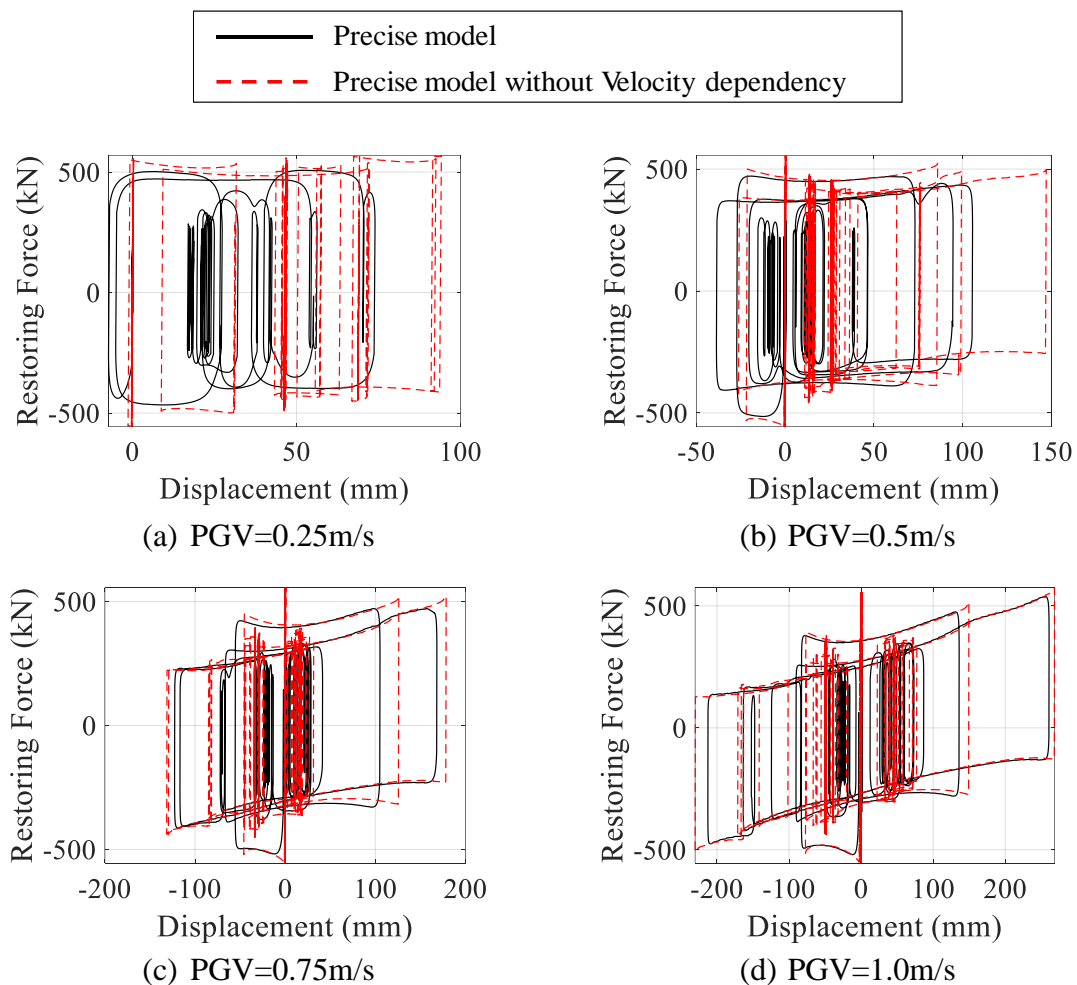 Precise model
Precise model without Velocity dependency
500
0
-500
Restoring Force (kN)
0
50
100
Displacement (mm)
(a) PGV=0.25m/s
500
0
-500
Restoring Force (kN)
-50
0
50
100
150
Displacement (mm)
(b) PGV=0.5m/s
500
0
-500
Restoring Force (kN)
-200
-100
0
100
200
Displacement (mm)
(c) PGV=0.75m/s
500
0
-500
Restoring Force (kN)
-200
-100
0
100
200
Displacement (mm)
(d) PGV=1.0m/s